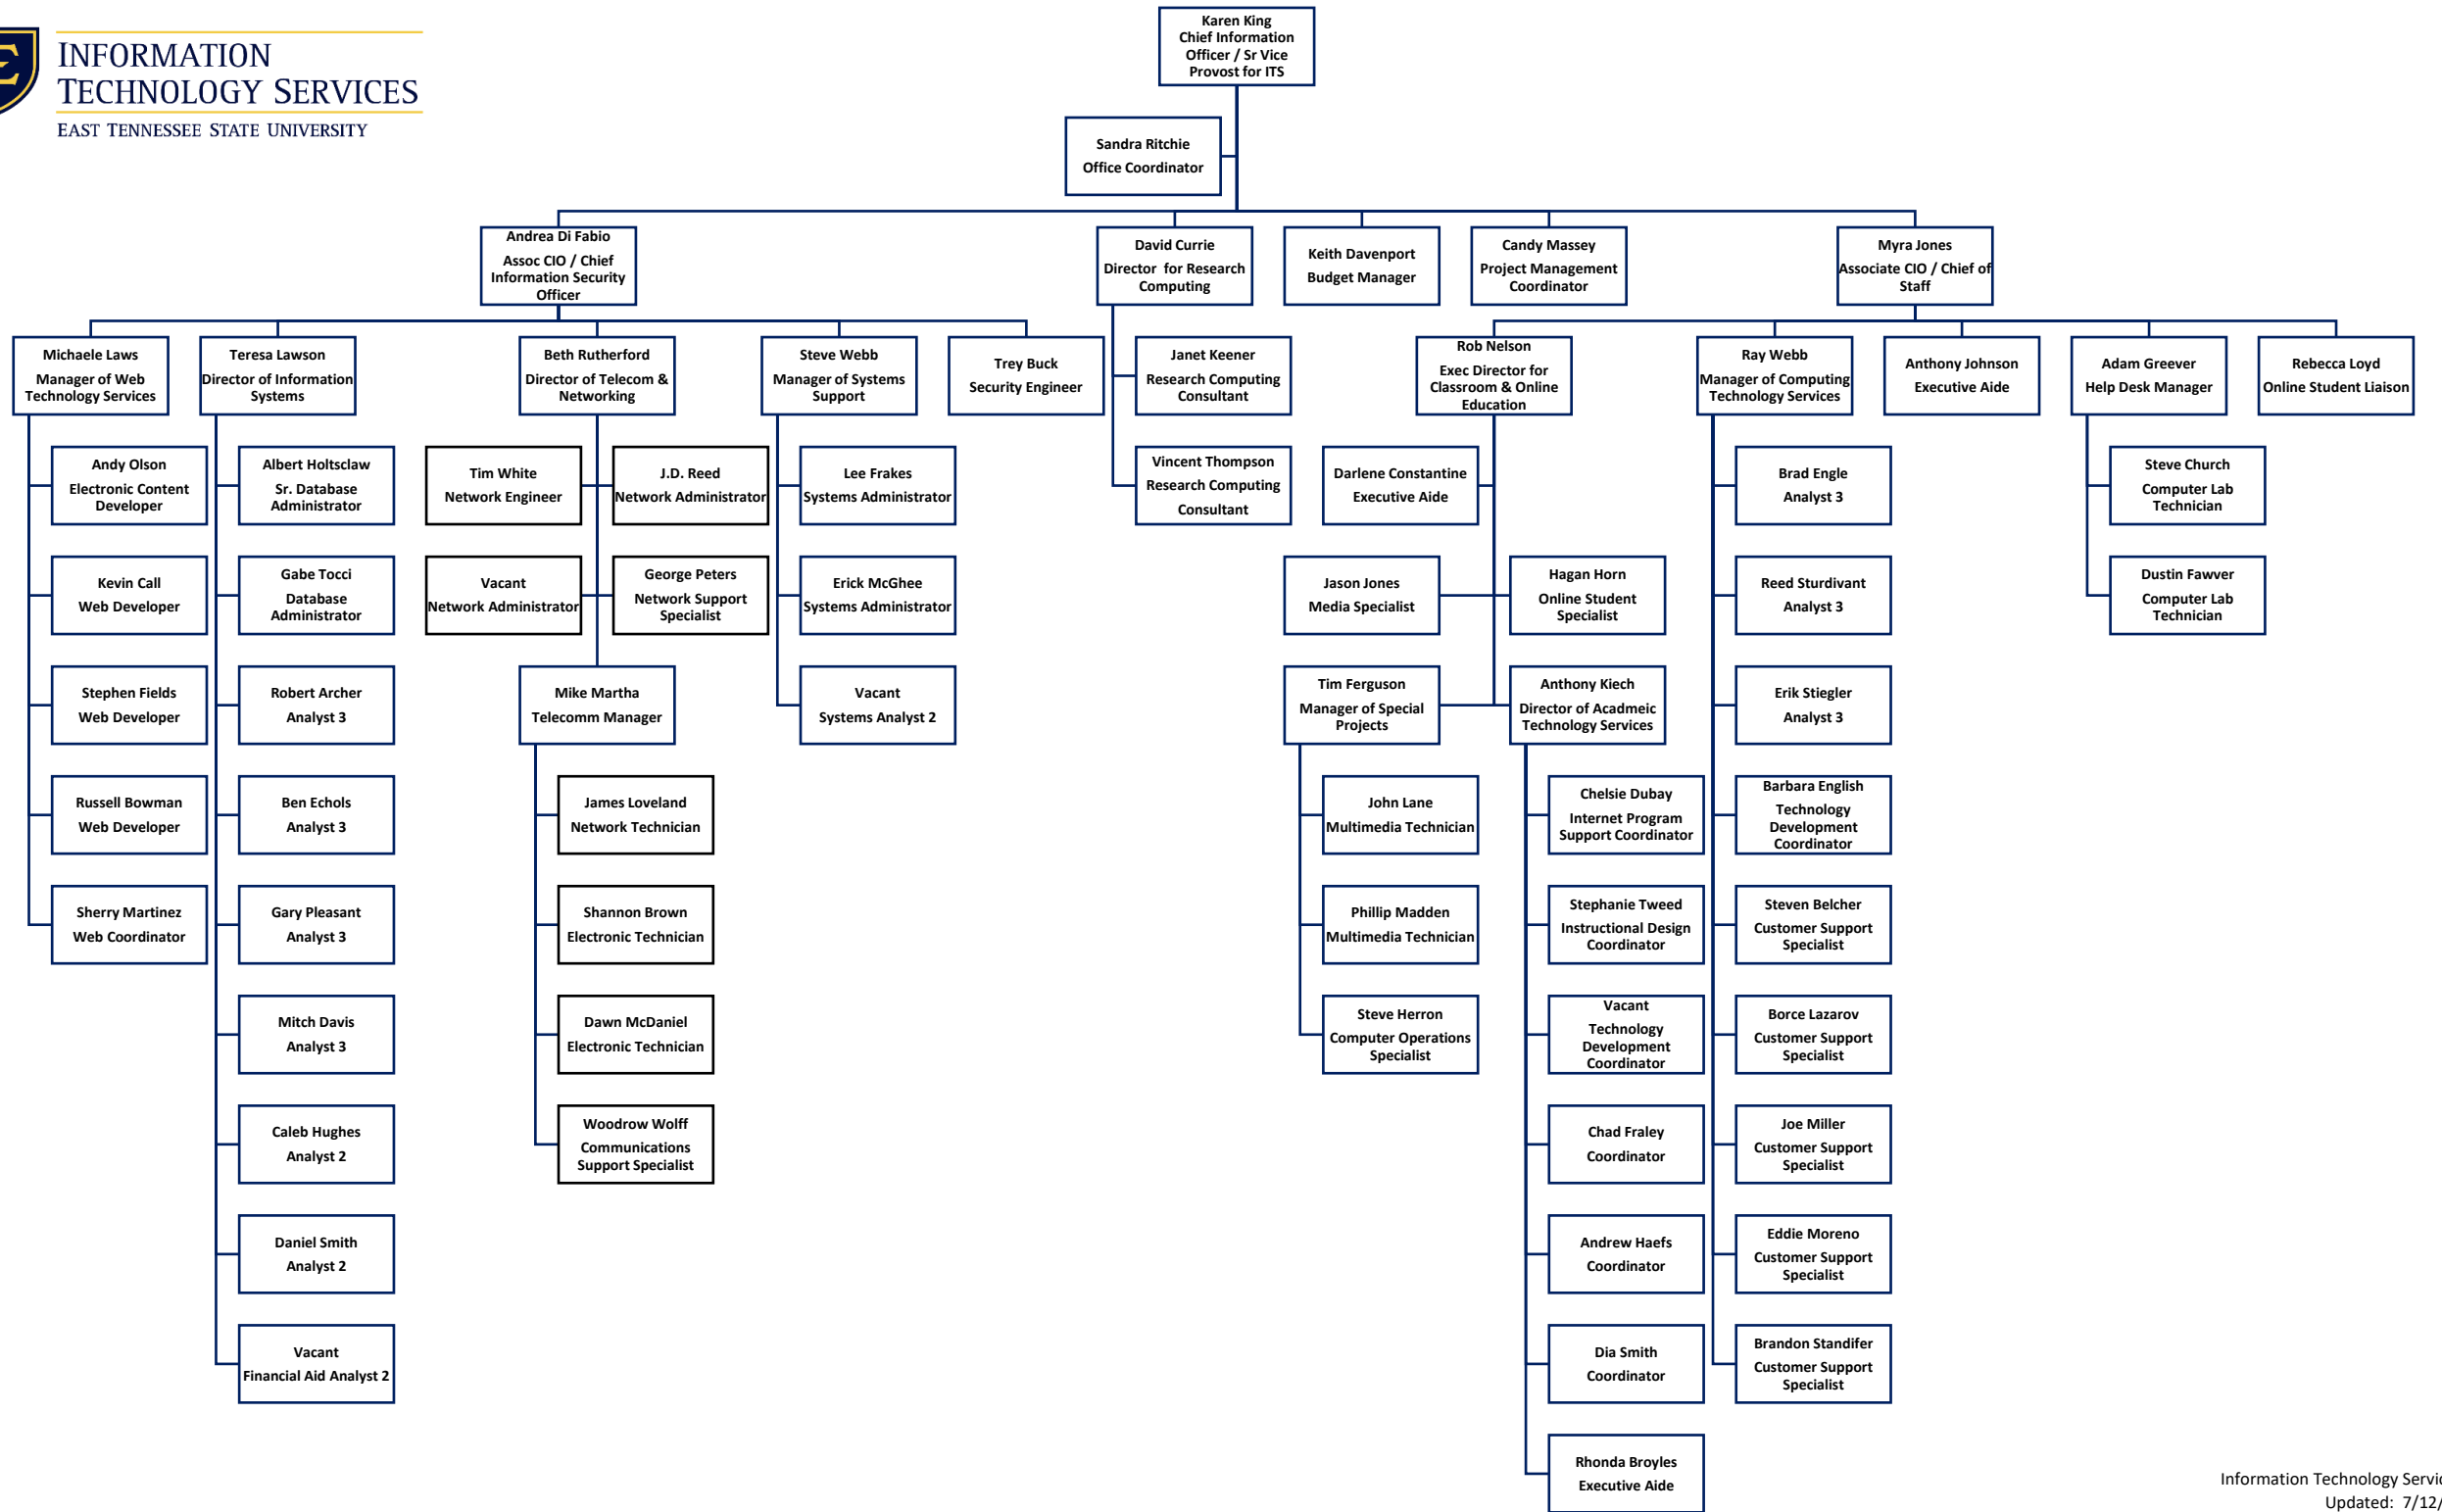 E
INFORMATION
TECHNOLOGY SERVICES
EAST TENNESSEE STATE UNIVERSITY
Karen King
Chief Information
Officer / Sr Vice
Provost for ITS
Sandra Ritchie
Office Coordinator
Andrea Di Fabio
Assoc CIO / Chief
Information Security
Officer
David Currie
Director for Research
Computing
Keith Davenport
Budget Manager
Candy Massey
Project Management
Coordinator
Myra Jones
Associate CIO / Chief of
Staff
Michaele Laws
Manager of Web
Technology Services
Teresa Lawson
Director of Information
Systems
Beth Rutherford
Director of Telecom &
Networking
Steve Webb
Manager of Systems
Support
Trey Buck
Security Engineer
Janet Keener
Research Computing
Consultant
Rob Nelson
Exec Director for
Classroom & Online
Education
Ray Webb
Manager of Computing
Technology Services
Anthony Johnson
Executive Aide
Adam Greever
Help Desk Manager
Rebecca Loyd
Online Student Liaison
Andy Olson
Electronic Content
Developer
Albert Holtsclaw
Sr. Database
Administrator
Tim White
Network Engineer
J.D. Reed
Network Administrator
Lee Frakes
Systems Administrator
Vincent Thompson
Research Computing
Consultant
Darlene Constantine
Executive Aide
Brad Engle
Analyst 3
Steve Church
Computer Lab
Technician
Kevin Call
Web Developer
Gabe Tocci
Database
Administrator
Vacant
Network Administrator
George Peters
Network Support
Specialist
Erick McGhee
Systems Administrator
Jason Jones
Media Specialist
Hagan Horn
Online Student
Specialist
Reed Sturdivant
Analyst 3
Dustin Fawver
Computer Lab
Technician
Stephen Fields
Web Developer
Robert Archer
Analyst 3
Mike Martha
Telecomm Manager
Vacant
Systems Analyst 2
Tim Ferguson
Manager of Special
Projects
Anthony Kiech
Director of Acadmeic
Technology Services
Erik Stiegler
Analyst 3
Russell Bowman
Web Developer
Ben Echols
Analyst 3
James Loveland
Network Technician
John Lane
Multimedia Technician
Chelsie Dubay
Internet Program
Support Coordinator
Barbara English
Technology
Development
Coordinator
Sherry Martinez
Web Coordinator
Gary Pleasant
Analyst 3
Shannon Brown
Electronic Technician
Phillip Madden
Multimedia Technician
Stephanie Tweed
Instructional Design
Coordinator
Steven Belcher
Customer Support
Specialist
Mitch Davis
Analyst 3
Dawn McDaniel
Electronic Technician
Steve Herron
Computer Operations
Specialist
Vacant
Technology
Development
Coordinator
Borce Lazarov
Customer Support
Specialist
Caleb Hughes
Analyst 2
Woodrow Wolff
Communications
Support Specialist
Chad Fraley
Coordinator
Joe Miller
Customer Support
Specialist
Daniel Smith
Analyst 2
Andrew Haefs
Coordinator
Eddie Moreno
Customer Support
Specialist
Vacant
Financial Aid Analyst 2
Dia Smith
Coordinator
Brandon Standifer
Customer Support
Specialist
Rhonda Broyles
Executive Aide
Information Technology
Updated: 7/12/